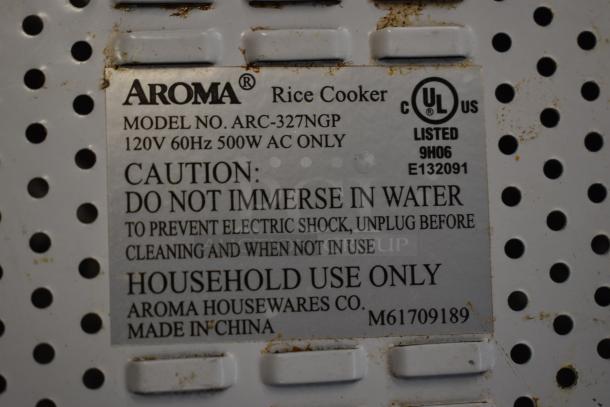 AROMA® Rice Cooker
MODEL NO. ARC-327NGP
120V 60Hz 500W AC ONLY
C UL US
LISTED
9H06
E132091
CAUTION:
DO NOT IMMERSE IN WATER
TO PREVENT ELECTRIC SHOCK, UNPLUG BEFORE
CLEANING AND WHEN NOT IN USE
HOUSEHOLD USE ONLY
AROMA HOUSEWARES CO.
MADE IN CHINA
M61709189